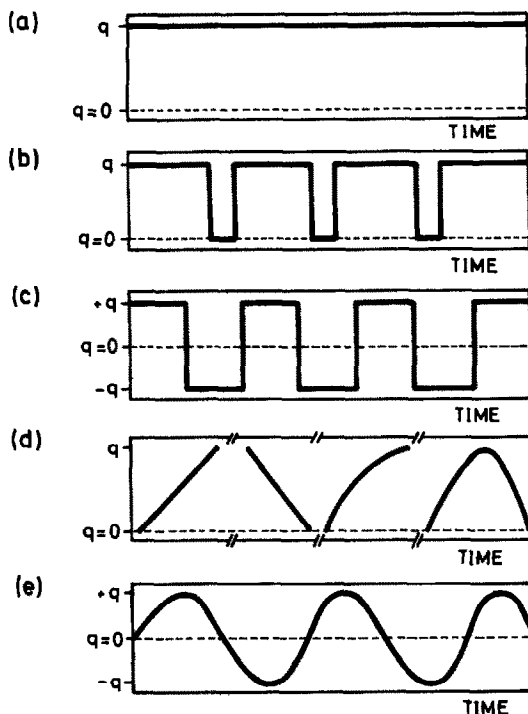 (a)
q
q=0
TIME
(b)
q
q=0
TIME
(c)
+q
q=0
-q
TIME
(d)
q
q=0
TIME
(e)
+q
q=0
-q
TIME